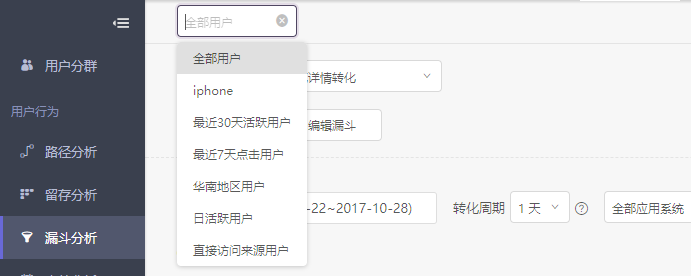 全部用户
用户分群
用户行为
路径分析
留存分析
漏斗分析
全部用户
iphone
最近30天活跃用户
最近7天点击用户
华南地区用户
日活跃用户
直接访问来源用户
详情转化
编辑漏斗
-22~2017-10-28)
转化周期
1 天
全部应用系统